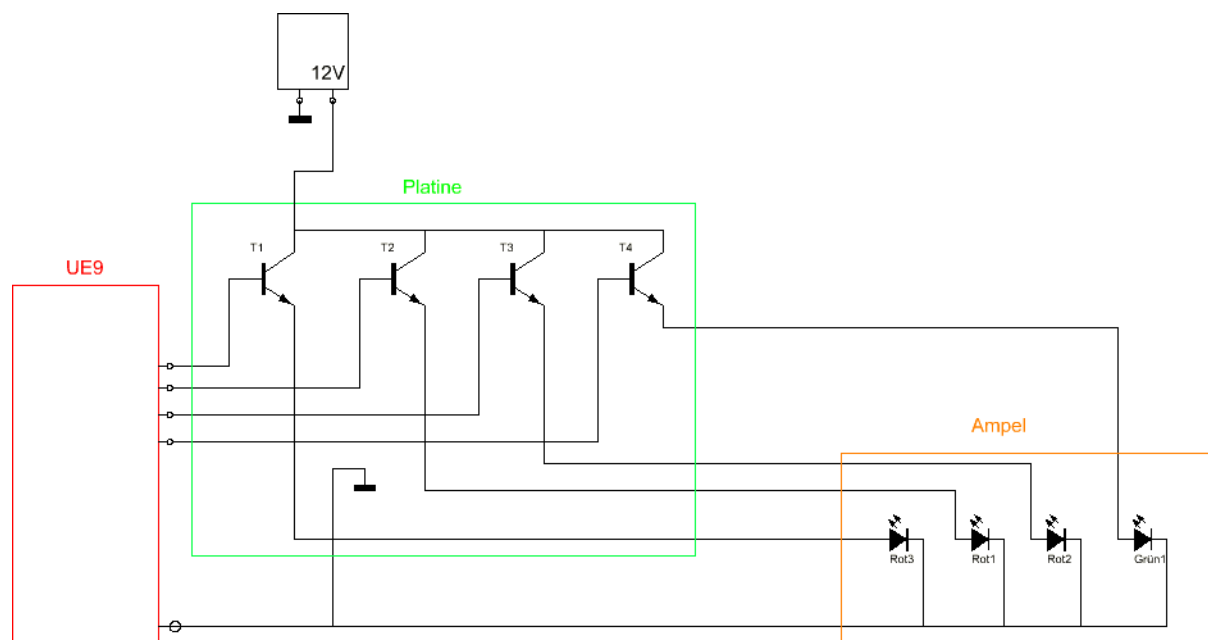 12V
Platine
T1
T2
T3
T4
UE9
Ampel
Rot3
Rot1
Rot2
Grün1